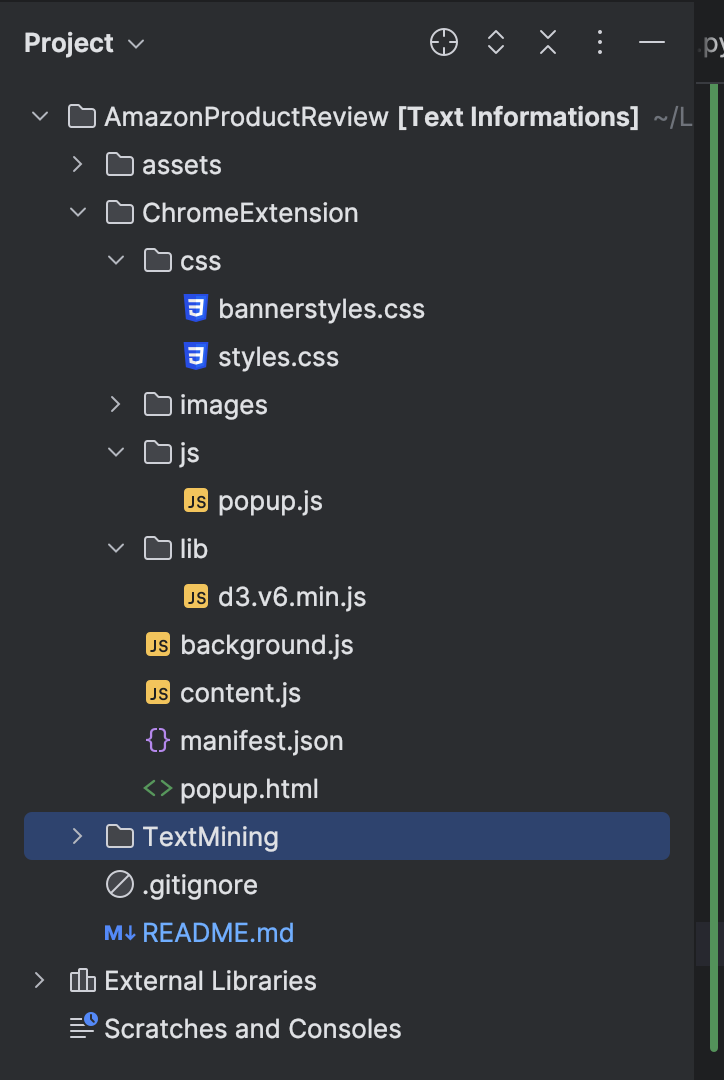 Project
AmazonProductReview [Text Informations] ~/L
.py
assets
ChromeExtension
css
bannerstyles.css
styles.css
images
js
JS popup.js
lib
JS d3.v6.min.js
JS background.js
JS content.js
{} manifest.json
<> popup.html
TextMining
.gitignore
M↓ README.md
External Libraries
Scratches and Consoles